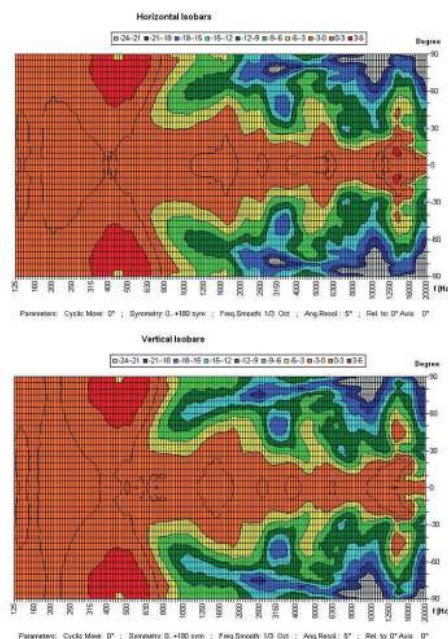 Horizontal Isobars
-24--21 -21--18 -18--15 -15--12 -12--9 -9--6 -6--3 -3-0 0-3 3-6
Degree
90
60
30
0
-30
-60
-90
125 160 200 250 315 400 500 630 800 1000 1250 1600 2000 2500 3150 4000 5000 6300 8000 10000 12500 16000 20000
f [Hz
Parameters: Cyclic Move: 0° ; Symmetry: 0..+180 sym ; Freq.Smooth: 1/3 Oct ; Ang.Resol.: 5° ; Rel. to: 0° Axis 0°
Vertical Isobars
-24--21 -21--18 -18--15 -15--12 -12--9 -9--6 -6--3 -3-0 0-3 3-6
Degree
90
60
30
0
-30
-60
-90
125 160 200 250 315 400 500 630 800 1000 1250 1600 2000 2500 3150 4000 5000 6300 8000 10000 12500 16000 20000
f [Hz
Parameters: Cyclic Move: 0° ; Symmetry: 0..+180 sym ; Freq.Smooth: 1/3 Oct ; Ang.Resol.: 5° ; Rel. to: 0° Axis 0°